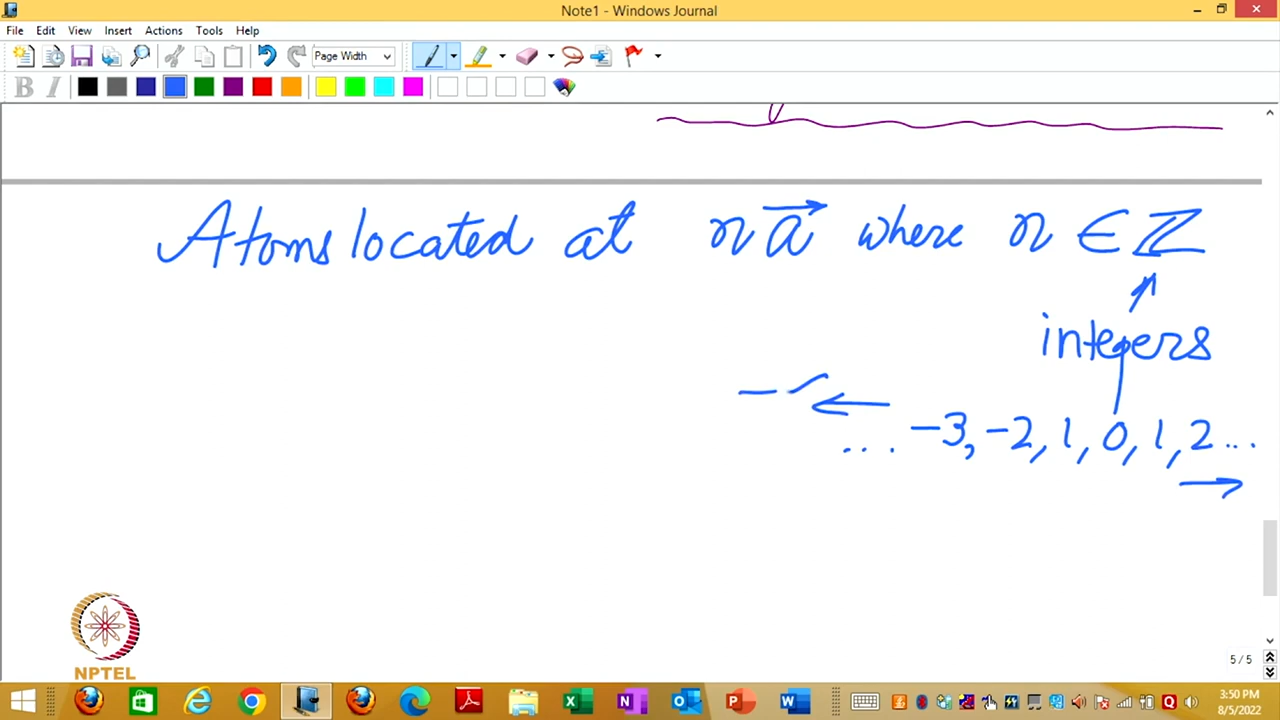 Note1 - Windows Journal
File Edit View Insert Actions Tools Help
Page Width
B I
Atoms located at n a⃗ where n ∈ ℤ
integers
... -3, -2, 1, 0, 1, 2 ...
NPTEL
5 / 5
3:50 PM
8/5/2022